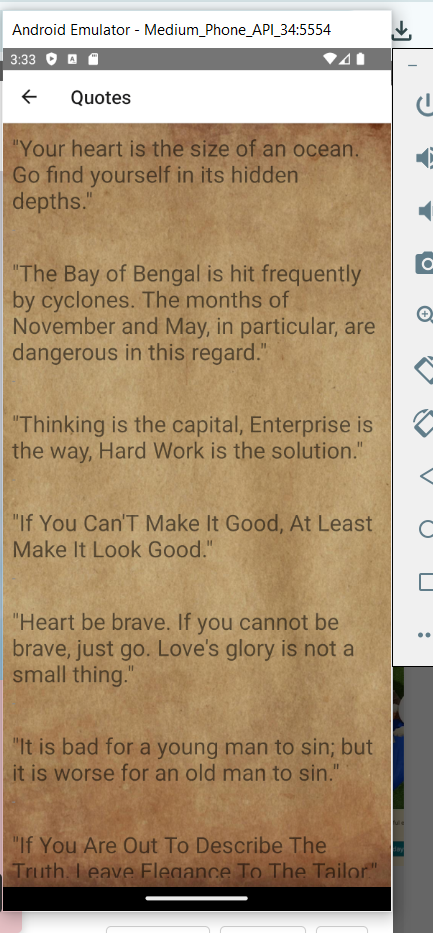 Android Emulator - Medium_Phone_API_34:5554
3:33
Quotes
"Your heart is the size of an ocean.
Go find yourself in its hidden
depths."
"The Bay of Bengal is hit frequently
by cyclones. The months of
November and May, in particular, are
dangerous in this regard."
"Thinking is the capital, Enterprise is
the way, Hard Work is the solution."
"If You Can'T Make It Good, At Least
Make It Look Good."
"Heart be brave. If you cannot be
brave, just go. Love's glory is not a
small thing."
"It is bad for a young man to sin; but
it is worse for an old man to sin."
"If You Are Out To Describe The
Truth, Leave Elegance To The Tailor."